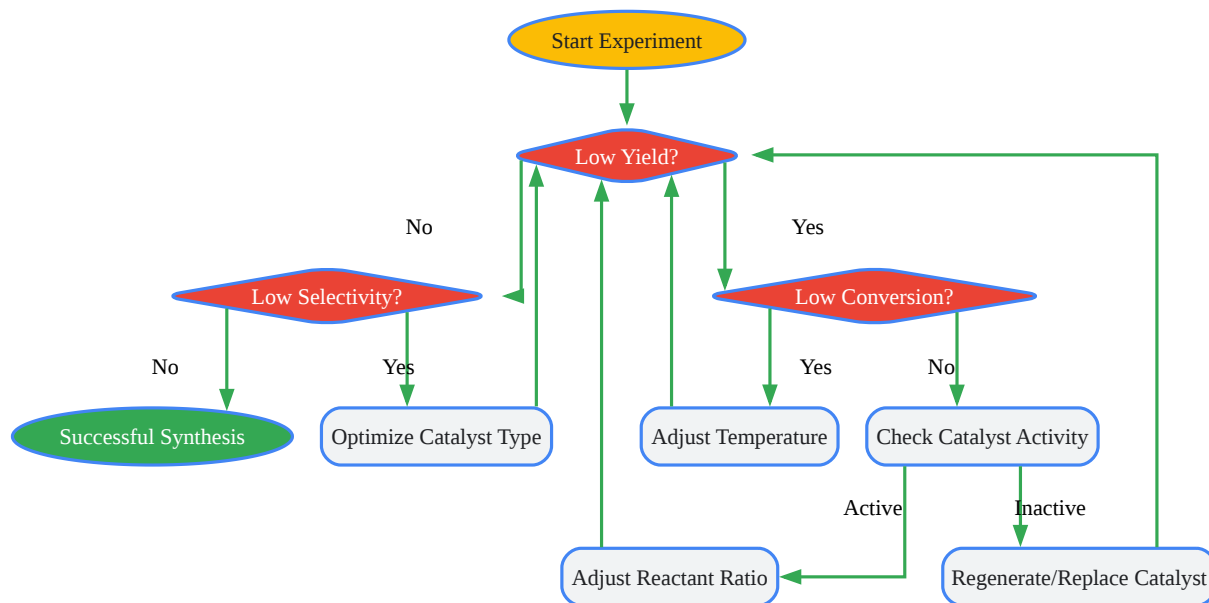 Start Experiment
Low Yield?
No
Yes
Low Selectivity?
Low Conversion?
No
Yes
Yes
No
Successful Synthesis
Optimize Catalyst Type
Adjust Temperature
Check Catalyst Activity
Active
Inactive
Adjust Reactant Ratio
Regenerate/Replace Catalyst